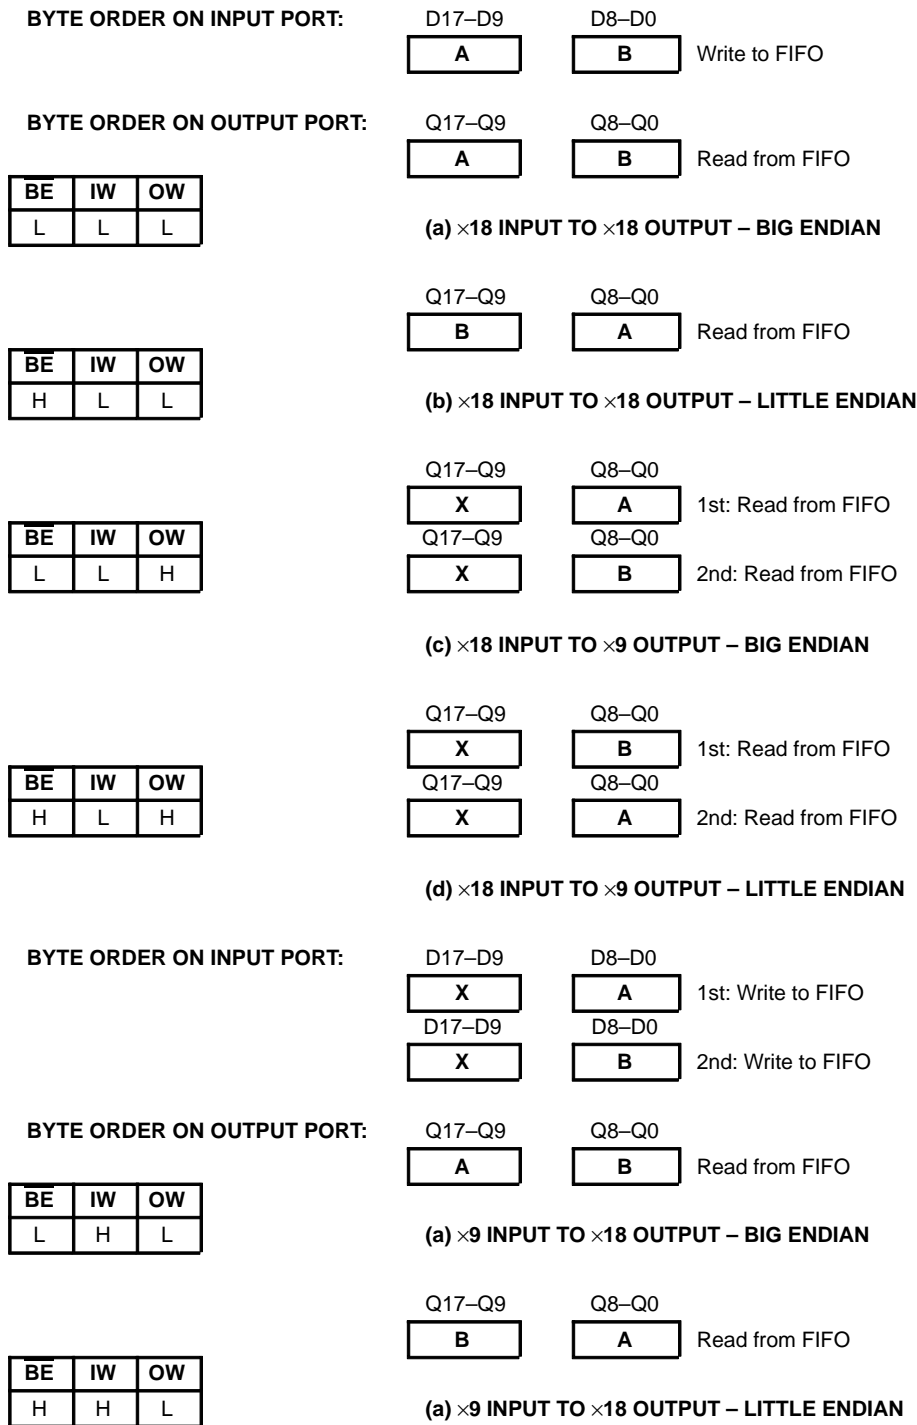 BYTE ORDER ON INPUT PORT: D17–D9 D8–D0
A B Write to FIFO
BYTE ORDER ON OUTPUT PORT: Q17–Q9 Q8–Q0
A B Read from FIFO
BE IW OW
L L L
(a) ×18 INPUT TO ×18 OUTPUT – BIG ENDIAN
Q17–Q9 Q8–Q0
B A Read from FIFO
BE IW OW
H L L
(b) ×18 INPUT TO ×18 OUTPUT – LITTLE ENDIAN
Q17–Q9 Q8–Q0
X A 1st: Read from FIFO
BE IW OW
Q17–Q9 Q8–Q0
L L H
X B 2nd: Read from FIFO
(c) ×18 INPUT TO ×9 OUTPUT – BIG ENDIAN
Q17–Q9 Q8–Q0
X B 1st: Read from FIFO
BE IW OW
Q17–Q9 Q8–Q0
H L H
X A 2nd: Read from FIFO
(d) ×18 INPUT TO ×9 OUTPUT – LITTLE ENDIAN
BYTE ORDER ON INPUT PORT: D17–D9 D8–D0
X A 1st: Write to FIFO
D17–D9 D8–D0
X B 2nd: Write to FIFO
BYTE ORDER ON OUTPUT PORT: Q17–Q9 Q8–Q0
A B Read from FIFO
BE IW OW
L H L
(a) ×9 INPUT TO ×18 OUTPUT – BIG ENDIAN
Q17–Q9 Q8–Q0
B A Read from FIFO
BE IW OW
H H L
(a) ×9 INPUT TO ×18 OUTPUT – LITTLE ENDIAN